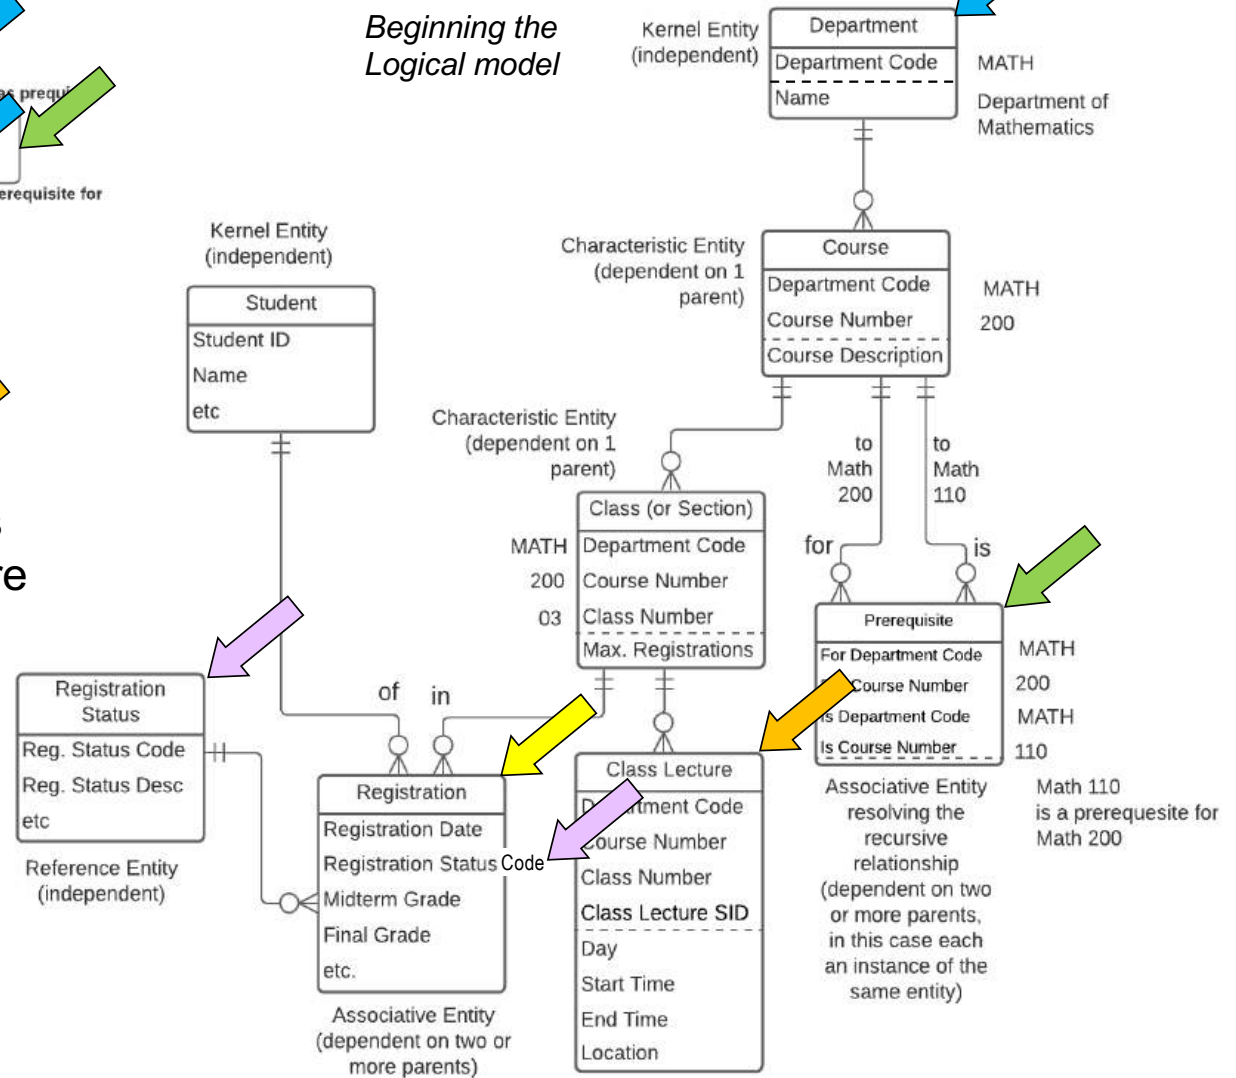 Beginning the
Logical model
as prequi
erequisite for
re
Kernel Entity
(independent)
Department
Department Code
Name
MATH
Department of
Mathematics
Characteristic Entity
(dependent on 1
parent)
Course
Department Code
Course Number
Course Description
MATH
200
Kernel Entity
(independent)
Student
Student ID
Name
etc
Characteristic Entity
(dependent on 1
parent)
Class (or Section)
MATH Department Code
200 Course Number
03 Class Number
Max. Registrations
to
Math
200
to
Math
110
for
is
Prerequisite
For Department Code
Course Number
Is Department Code
Is Course Number
MATH
200
MATH
110
Associative Entity
resolving the
recursive
relationship
(dependent on two
or more parents,
in this case each
an instance of the
same entity)
Math 110
is a prerequesite for
Math 200
Registration
Status
Reg. Status Code
Reg. Status Desc
etc
Reference Entity
(independent)
of in
Registration
Registration Date
Registration Status Code
Midterm Grade
Final Grade
etc.
Associative Entity
(dependent on two or
more parents)
Class Lecture
Department Code
Course Number
Class Number
Class Lecture SID
Day
Start Time
End Time
Location